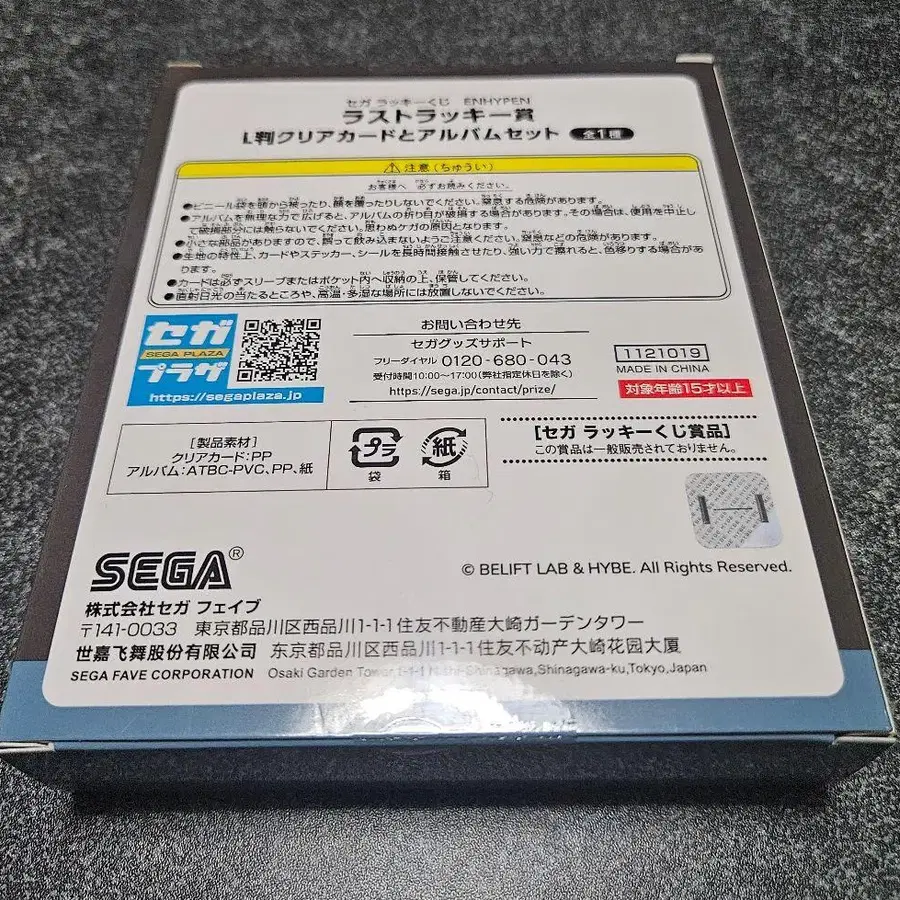 セガ ラッキーくじ ENHYPEN
ラストラッキー賞
L判クリアカードとアルバムセット 全1種
注意(ちゅうい)
お客様へ 必ずお読みください。
●ビニール袋を頭から被ったり、顔を覆ったりしないでください。窒息する危険があります。
●アルバムを無理な力で広げると、アルバムの折り目が破損する場合があります。その場合は、使用を中止し
て破損部分には触らないでください。思わぬケガの原因となります。
●小さな部品がありますので、誤って飲み込まないようご注意ください。窒息などの危険があります。
●生地の特性上、カードやステッカー、シールを長時間接触させたり、強い力で擦れると、色移りする場合があ
ります。
●カードは必ずスリーブまたはポケット内へ収納の上、保管してください。
●直射日光の当たるところや、高温・多湿な場所には放置しないでください。
セガ
SEGA PLAZA
プラザ
https://segaplaza.jp
お問い合わせ先
セガグッズサポート
フリーダイヤル 0120-680-043
受付時間10:00~17:00(弊社指定休日を除く)
https://sega.jp/contact/prize/
1121019
MADE IN CHINA
対象年齢15才以上
[製品素材]
クリアカード:PP
アルバム:ATBC-PVC、PP、紙
プラ
袋
紙
箱
[セガ ラッキーくじ賞品]
この賞品は一般販売されておりません。
SEGA®
© BELIFT LAB & HYBE. All Rights Reserved.
株式会社セガ フェイブ
〒141-0033 東京都品川区西品川1-1-1住友不動産大崎ガーデンタワー
世嘉飞舞股份有限公司 东京都品川区西品川1-1-1住友不动产大崎花园大厦
SEGA FAVE CORPORATION Osaki Garden Tower 1-1-1 Nishi-Shinagawa,Shinagawa-ku,Tokyo,Japan